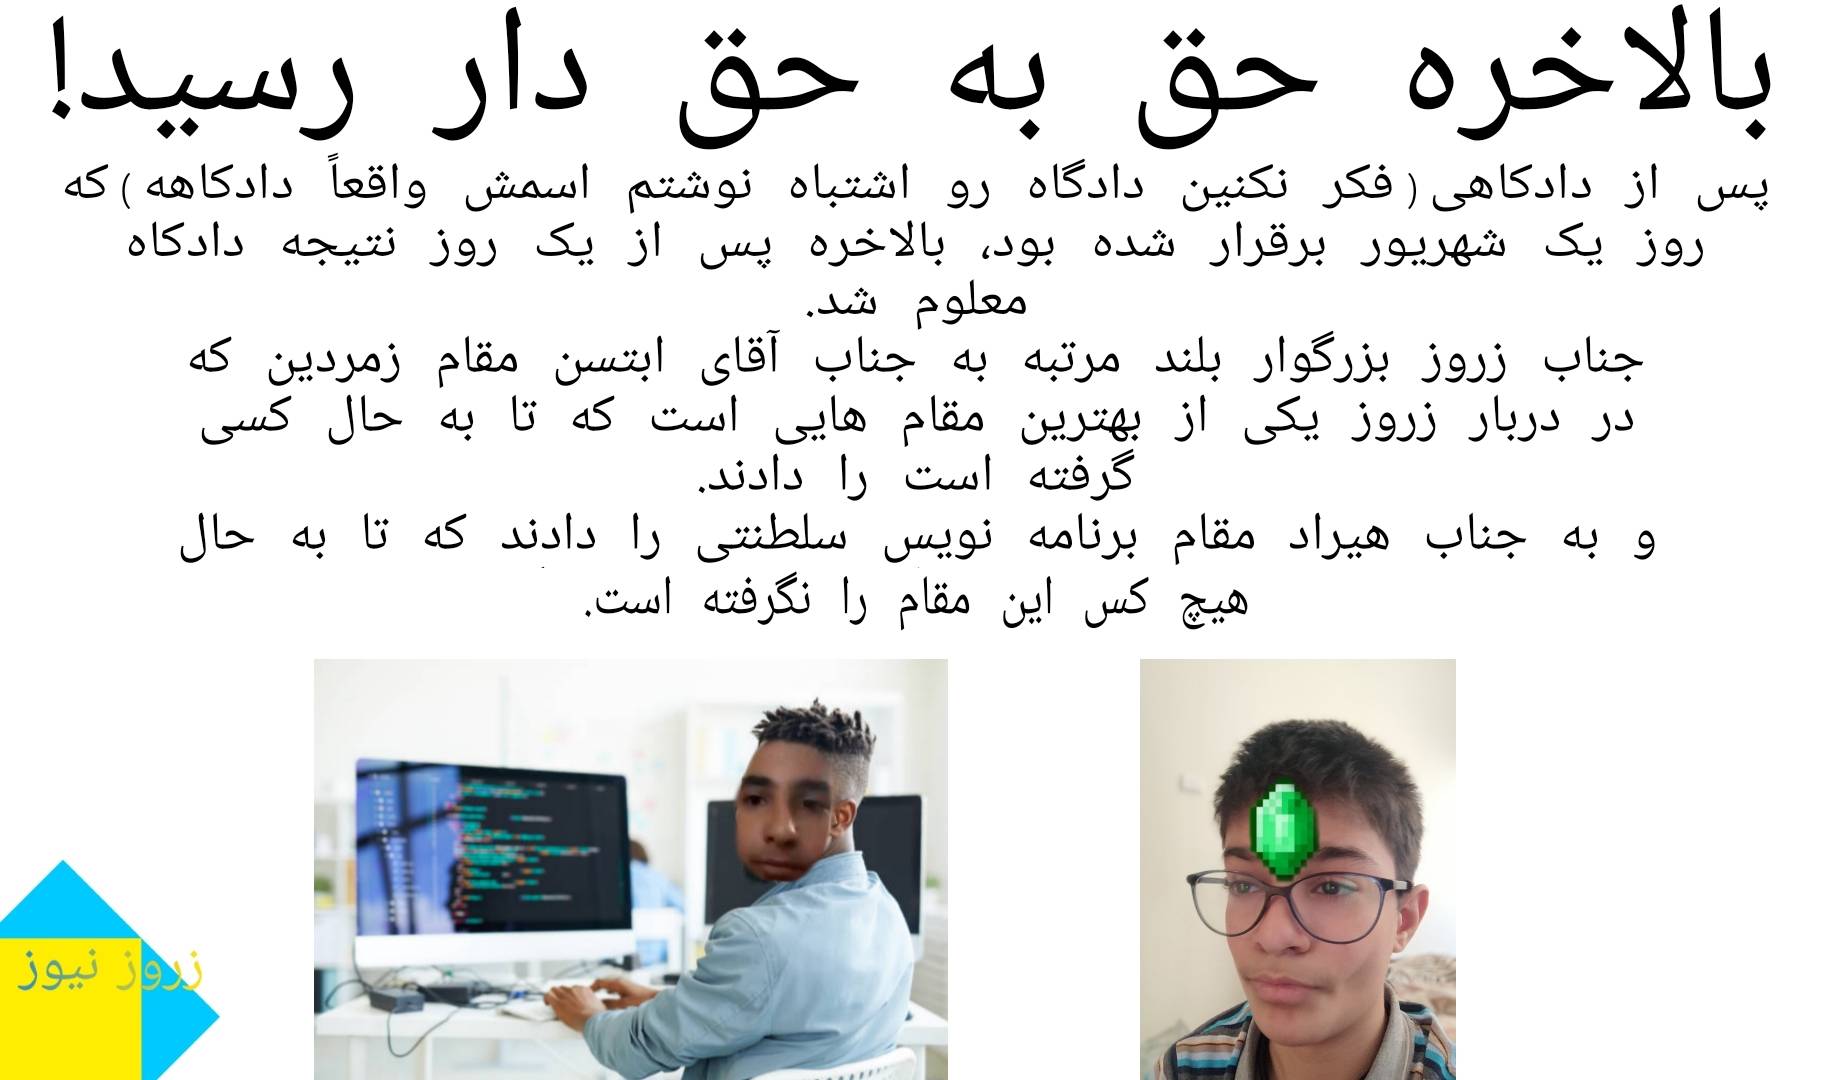 بالاخره حق به حق دار رسید!
پس از دادکاهی(فکر نکنین دادگاه رو اشتباه نوشتم اسمش واقعاً دادکاهه)که
روز یک شهریور برقرار شده بود، بالاخره پس از یک روز نتیجه دادکاه
معلوم شد.
جناب زروز بزرگوار بلند مرتبه به جناب آقای ابتسن مقام زمردین که
در دربار زروز یکی از بهترین مقام هایی است که تا به حال کسی
گرفته است را دادند.
و به جناب هیراد مقام برنامه نویس سلطنتی را دادند که تا به حال
هیچ کس این مقام را نگرفته است.
زروز نیوز